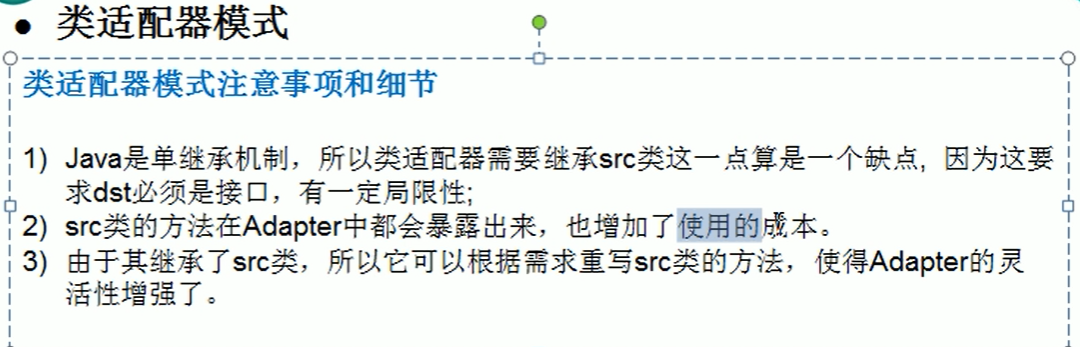 ● 类适配器模式
类适配器模式注意事项和细节
1) Java是单继承机制，所以类适配器需要继承src类这一点算是一个缺点, 因为这要
求dst必须是接口，有一定局限性;
2) src类的方法在Adapter中都会暴露出来，也增加了使用的成本。
3) 由于其继承了src类，所以它可以根据需求重写src类的方法，使得Adapter的灵
活性增强了。